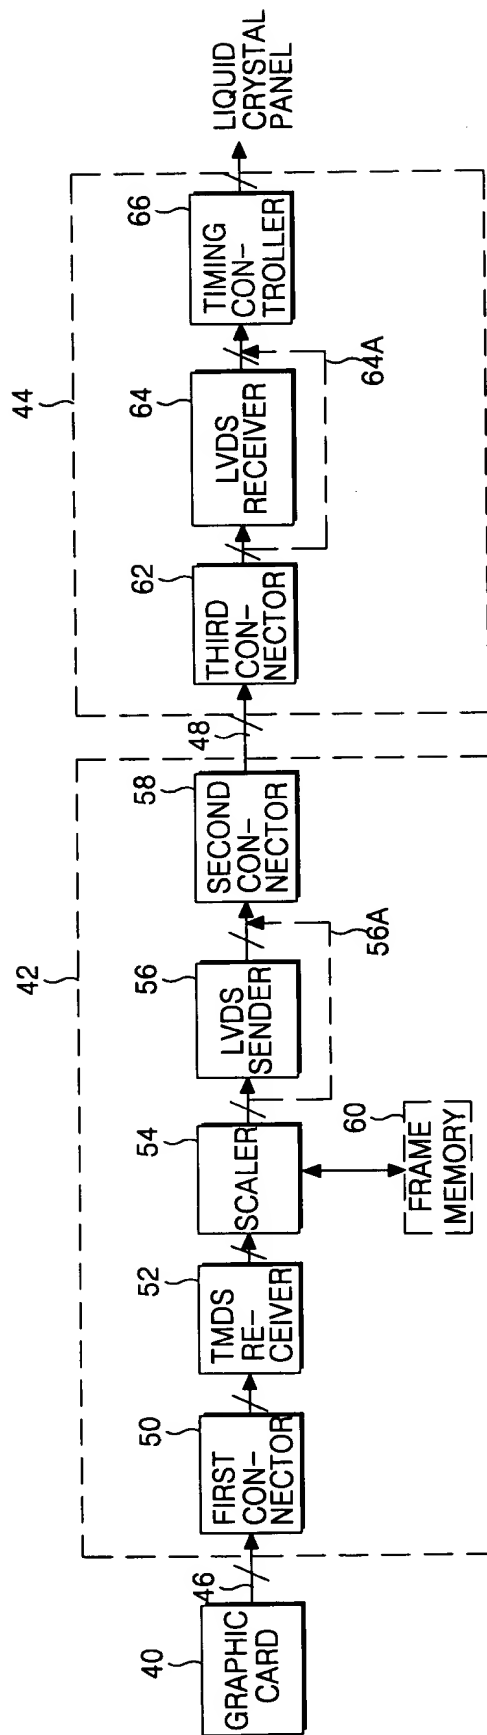 40
GRAPHIC
CARD
46
42
50
FIRST
CON-
NECTOR
52
TMDS
RE-
CEIVER
54
SCALER
60
FRAME
MEMORY
56
LVDS
SENDER
56A
58
SECOND
CON-
NECTOR
48
44
62
THIRD
CON-
NECTOR
64
LVDS
RECEIVER
64A
66
TIMING
CON-
TROLLER
LIQUID
CRYSTAL
PANEL